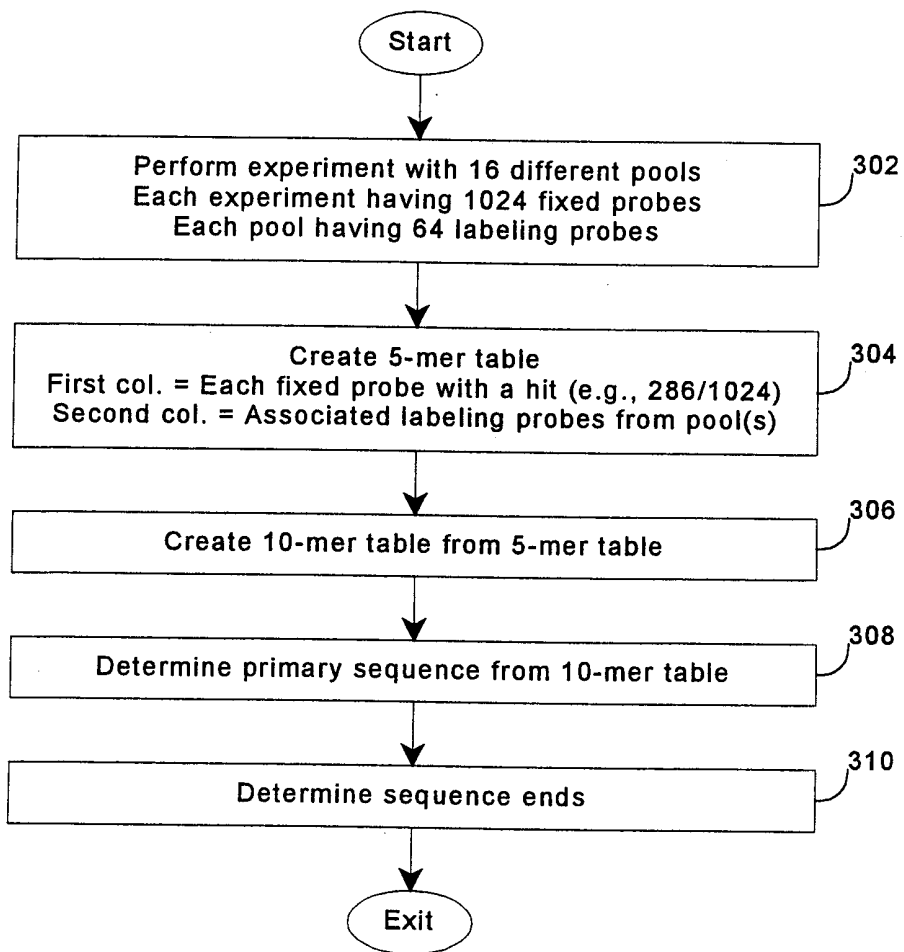 Start
Perform experiment with 16 different pools
Each experiment having 1024 fixed probes
Each pool having 64 labeling probes
302
Create 5-mer table
First col. = Each fixed probe with a hit (e.g., 286/1024)
Second col. = Associated labeling probes from pool(s)
304
Create 10-mer table from 5-mer table
306
Determine primary sequence from 10-mer table
308
Determine sequence ends
310
Exit